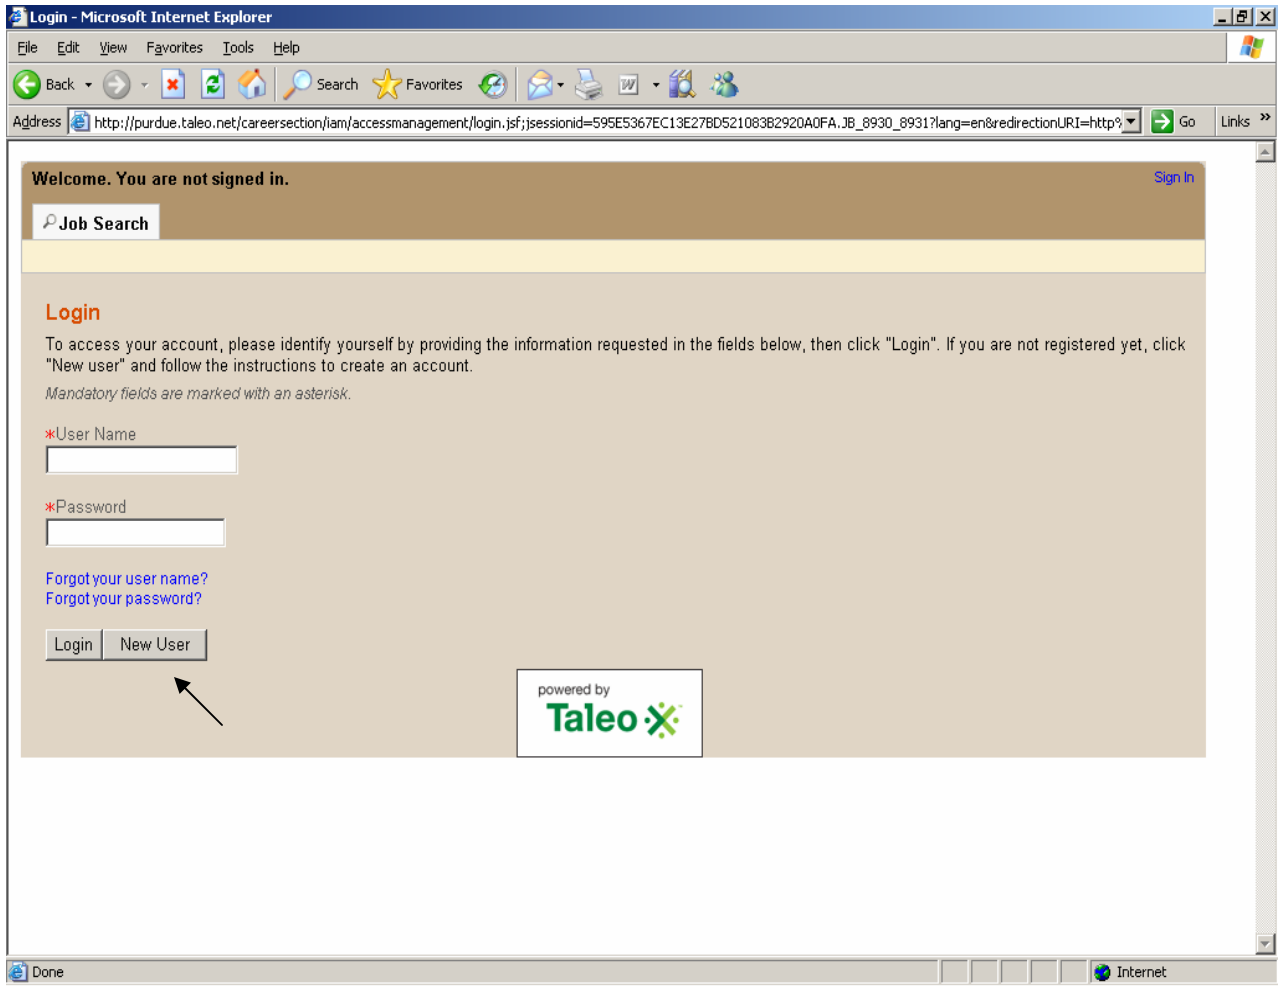 Login - Microsoft Internet Explorer
File Edit View Favorites Tools Help
Back Search Favorites
Address http://purdue.taleo.net/careersection/iam/accessmanagement/login.jsf;jsessionid=595E5367EC13E27BD521083B2920A0FA.JB_8930_8931?lang=en&redirectionURI=http% Go Links »
Welcome. You are not signed in. Sign In
Job Search
Login
To access your account, please identify yourself by providing the information requested in the fields below, then click "Login". If you are not registered yet, click
"New user" and follow the instructions to create an account.
Mandatory fields are marked with an asterisk.
*User Name
*Password
Forgot your user name?
Forgot your password?
Login New User
powered by
Taleo
Done Internet